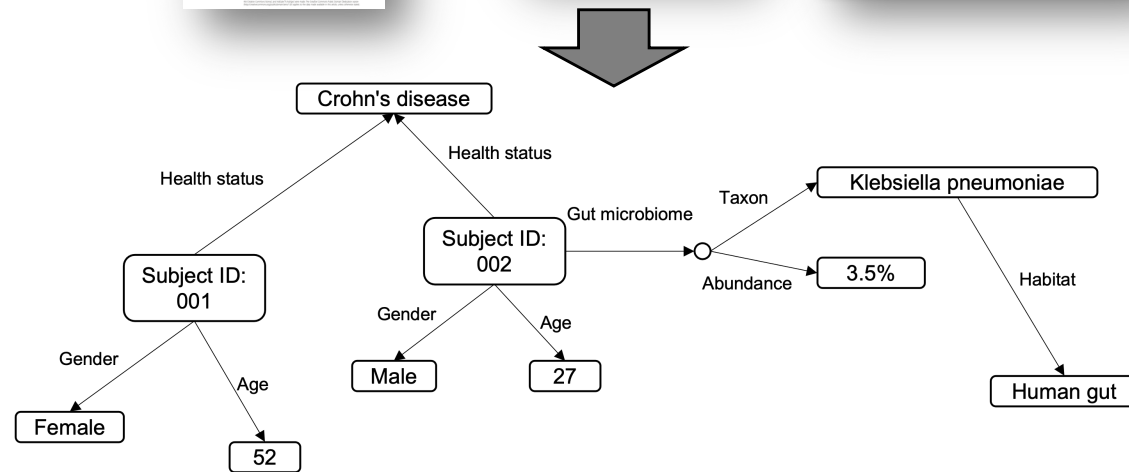 Crohn's disease
Health status
Health status
Klebsiella pneumoniae
Taxon
Gut microbiome
Subject ID:
002
Subject ID:
001
3.5%
Abundance
Habitat
Gender
Age
Gender
Age
Male
27
Human gut
Female
52